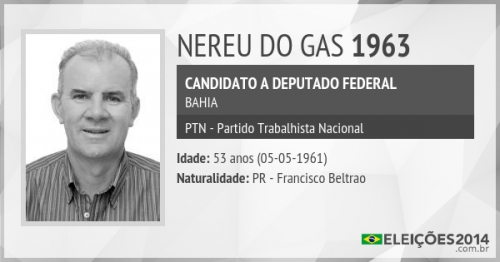 NEREU DO GAS 1963
CANDIDATO A DEPUTADO FEDERAL
BAHIA
PTN - Partido Trabalhista Nacional
Idade: 53 anos (05-05-1961)
Naturalidade: PR - Francisco Beltrao
ELEIÇÕES2014
.com.br